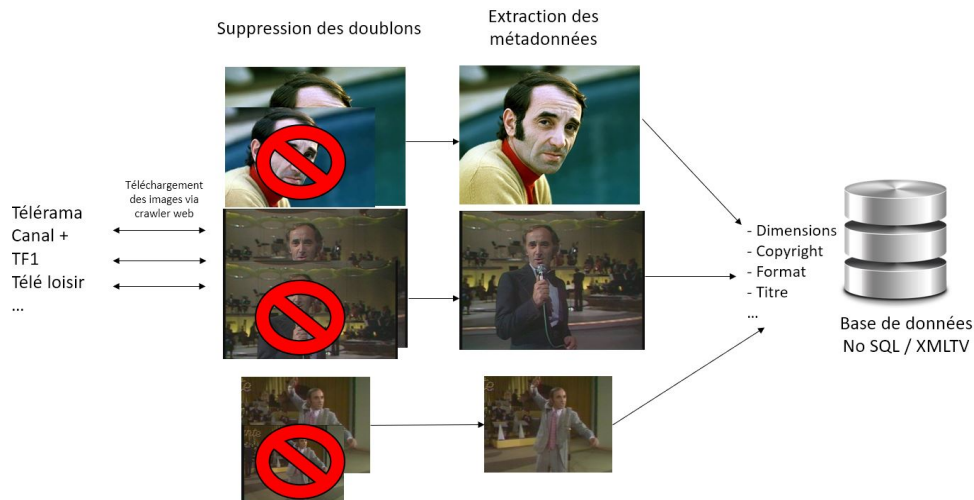 Suppression des doublons
Extraction des
métadonnées
Téléchargement
des images via
crawler web
Télérama
Canal +
TF1
Télé loisir
...
- Dimensions
- Copyright
- Format
- Titre
...
Base de données
No SQL / XMLTV